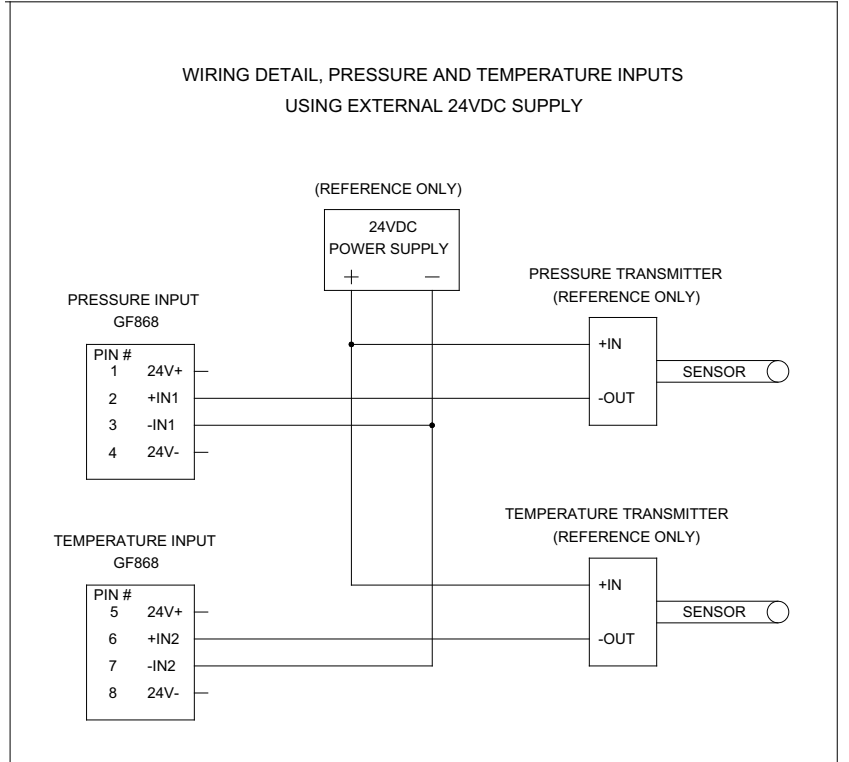 WIRING DETAIL, PRESSURE AND TEMPERATURE INPUTS
USING EXTERNAL 24VDC SUPPLY
(REFERENCE ONLY)
24VDC
POWER SUPPLY
+ −
PRESSURE TRANSMITTER
(REFERENCE ONLY)
+IN
-OUT
SENSOR
PRESSURE INPUT
GF868
PIN #
1 24V+
2 +IN1
3 -IN1
4 24V-
TEMPERATURE TRANSMITTER
(REFERENCE ONLY)
+IN
-OUT
SENSOR
TEMPERATURE INPUT
GF868
PIN #
5 24V+
6 +IN2
7 -IN2
8 24V-